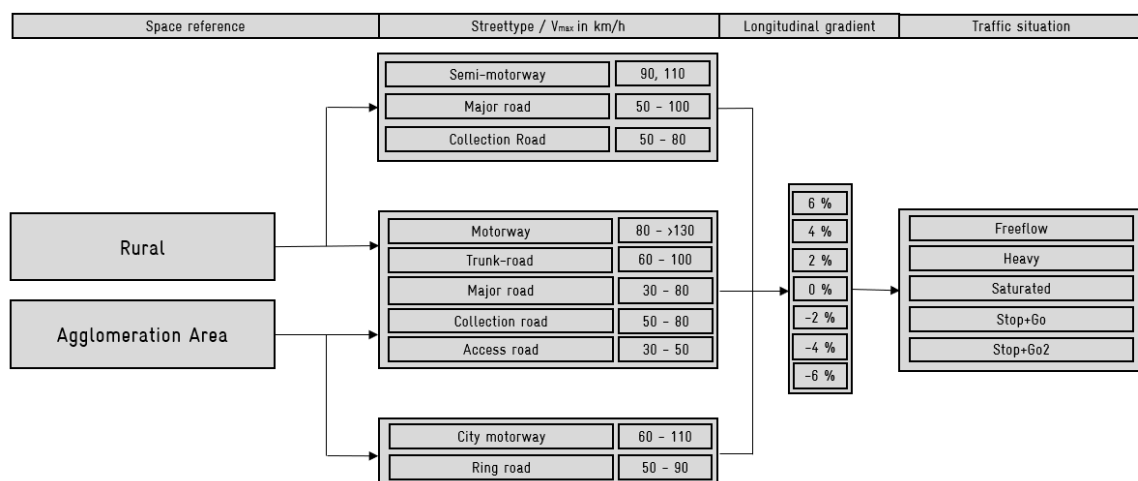 Space reference
Streettype / Vmax in km/h
Longitudinal gradient
Traffic situation
Semi-motorway 90, 110
Major road 50 - 100
Collection Road 50 - 80
Rural
Agglomeration Area
Motorway 80 - >130
Trunk-road 60 - 100
Major road 30 - 80
Collection road 50 - 80
Access road 30 - 50
City motorway 60 - 110
Ring road 50 - 90
6 %
4 %
2 %
0 %
-2 %
-4 %
-6 %
Freeflow
Heavy
Saturated
Stop+Go
Stop+Go2